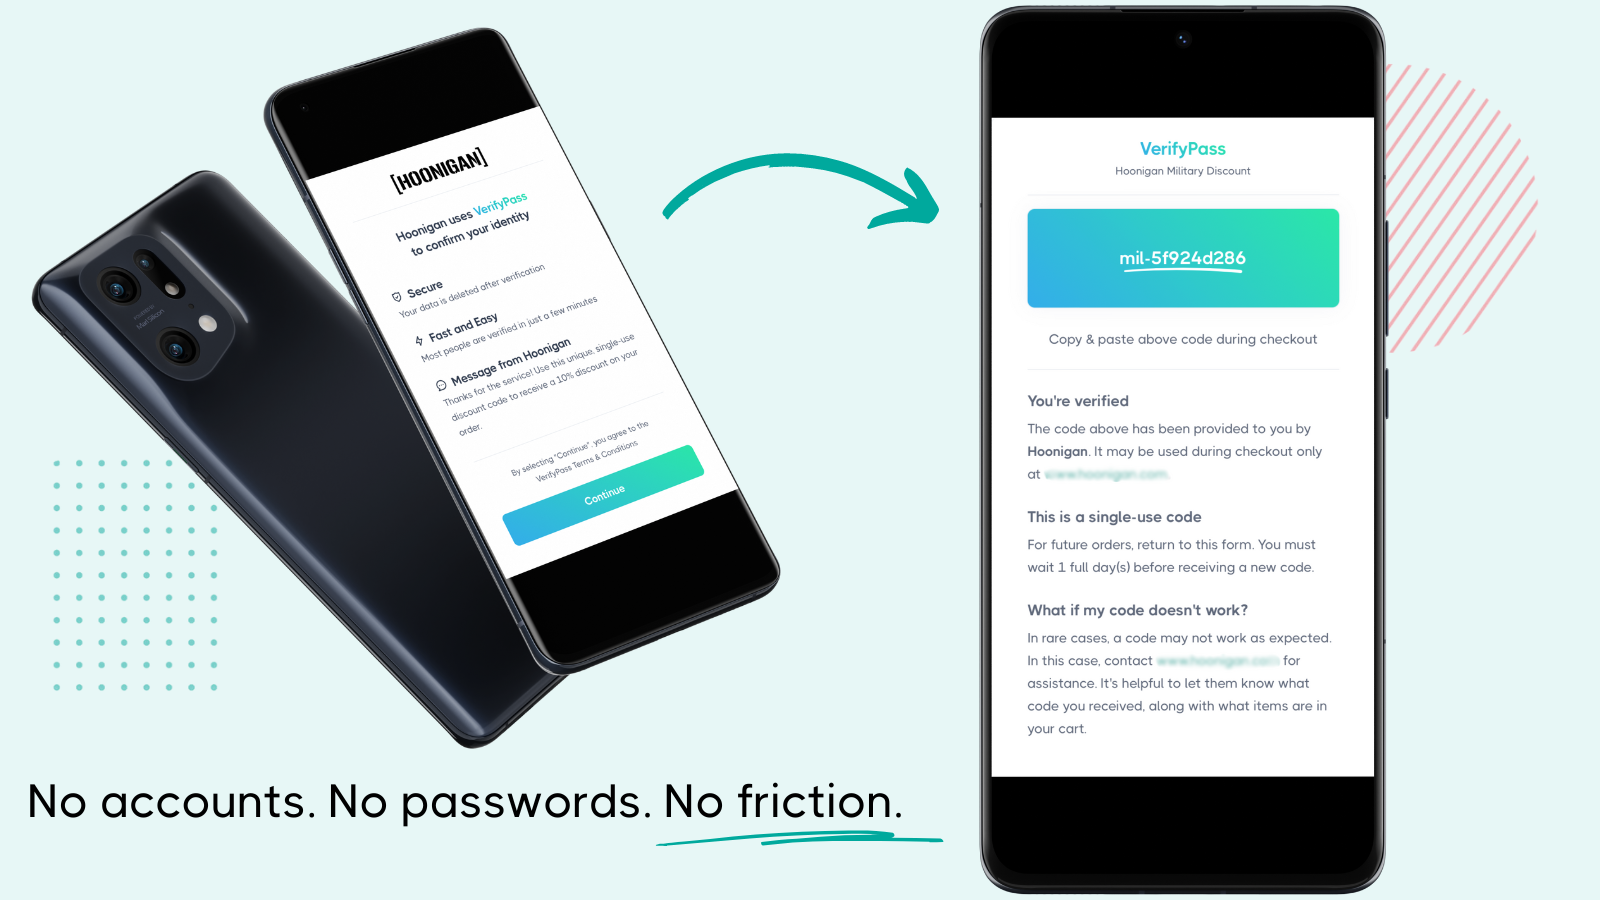 [HOONIGAN]
Hoonigan uses VerifyPass
to confirm your identity
Secure
Your data is deleted after verification
Fast and Easy
Most people are verified in just a few minutes
Message from Hoonigan
Thanks for the service! Use this unique, single-use
discount code to receive a 10% discount on your
order.
By selecting "Continue", you agree to the
VerifyPass Terms & Conditions
Continue
No accounts. No passwords. No friction.
VerifyPass
Hoonigan Military Discount
mil-5f924d286
Copy & paste above code during checkout
You're verified
The code above has been provided to you by
Hoonigan. It may be used during checkout only
at www.hoonigan.com.
This is a single-use code
For future orders, return to this form. You must
wait 1 full day(s) before receiving a new code.
What if my code doesn't work?
In rare cases, a code may not work as expected.
In this case, contact www.hoonigan.com for
assistance. It's helpful to let them know what
code you received, along with what items are in
your cart.